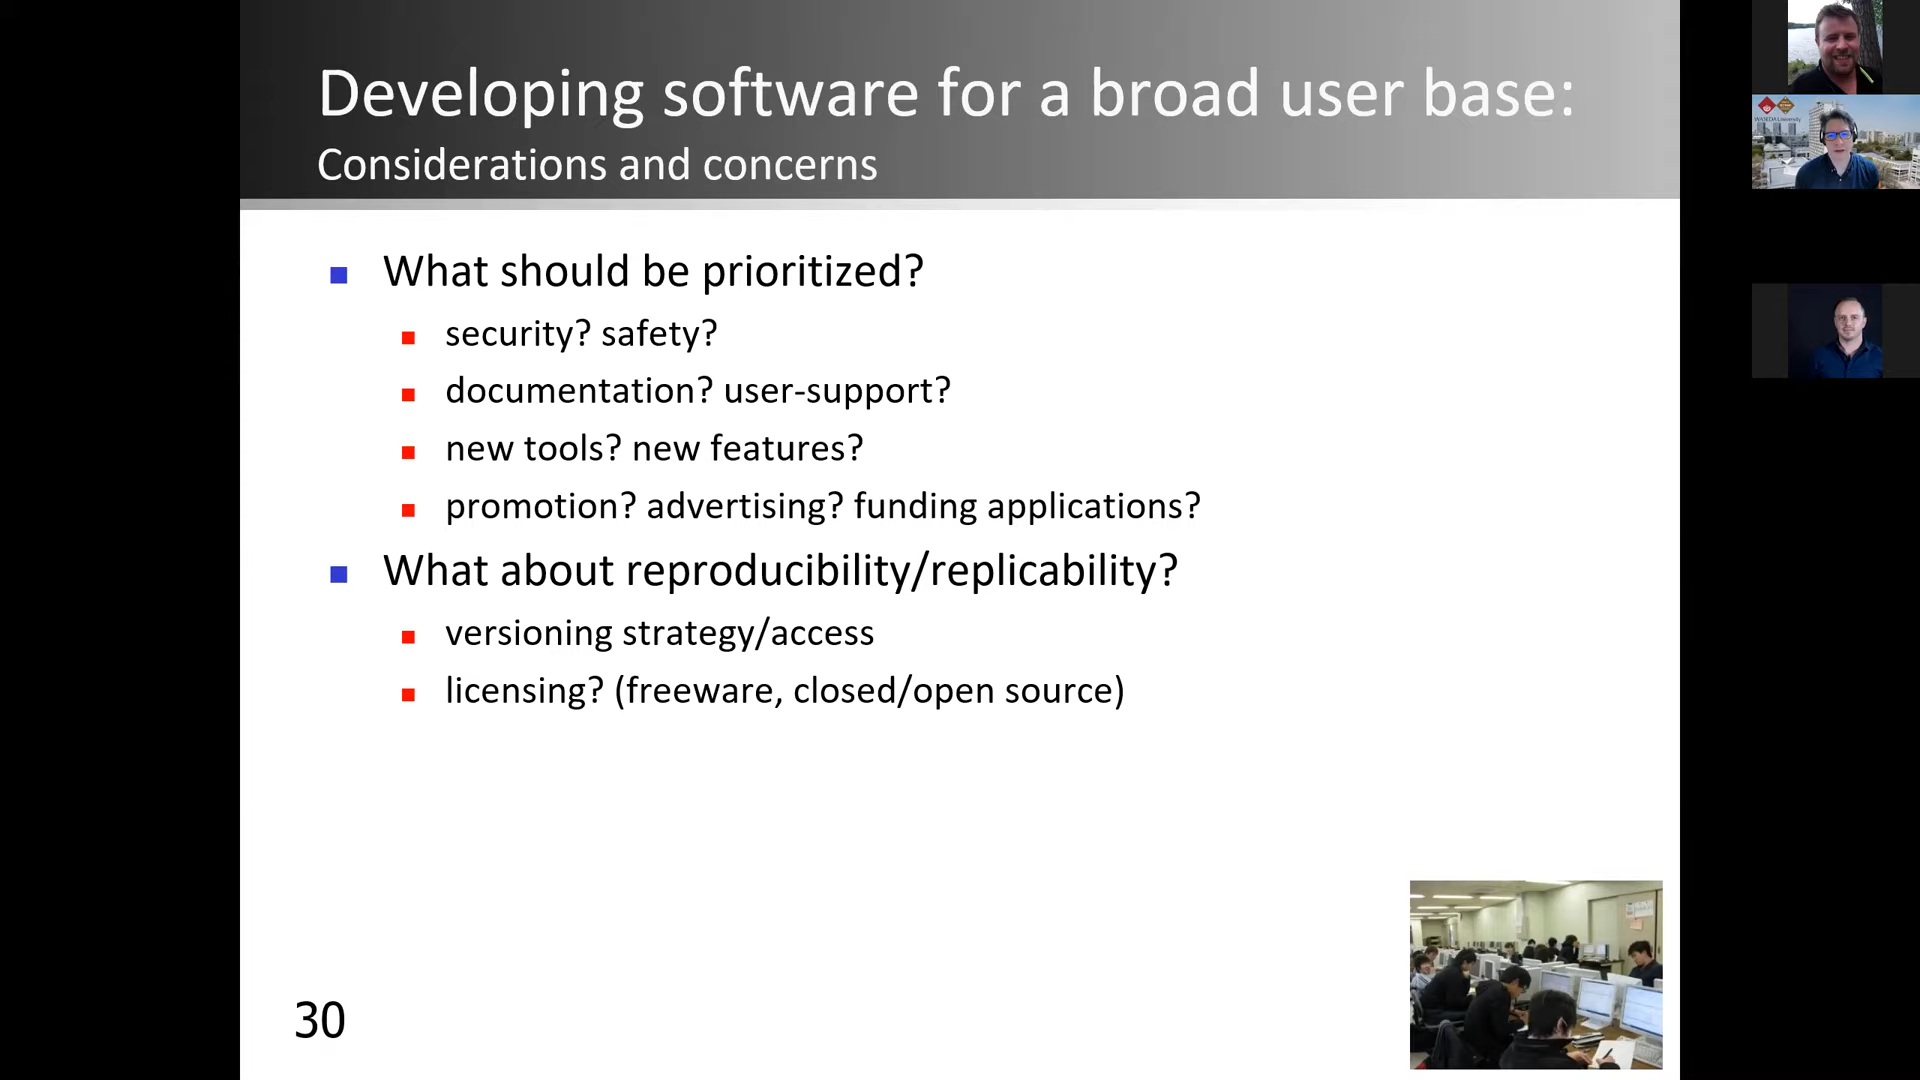 Developing software for a broad user base:
Considerations and concerns
What should be prioritized?
security? safety?
documentation? user-support?
new tools? new features?
promotion? advertising? funding applications?
What about reproducibility/replicability?
versioning strategy/access
licensing? (freeware, closed/open source)
30
WASEDA University